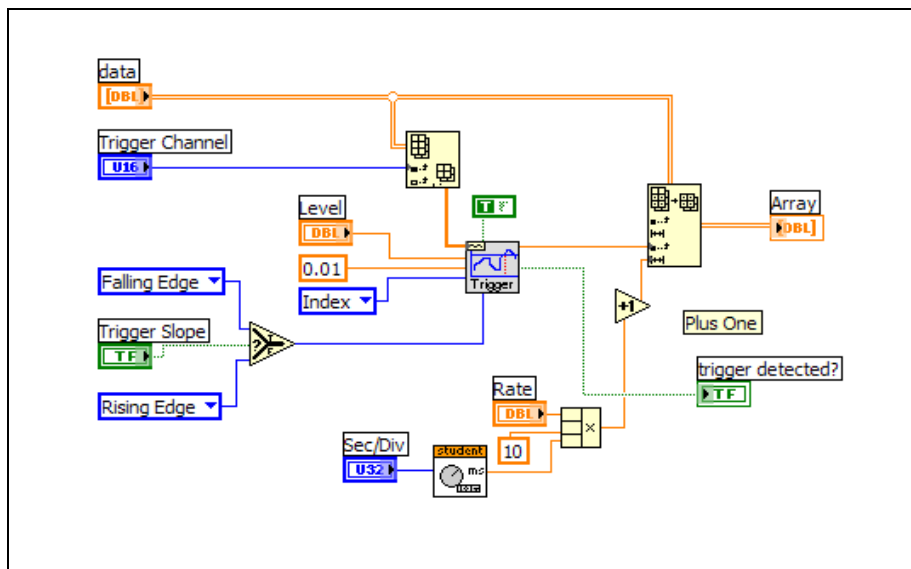 data
[DBL]
Trigger Channel
U16
Level
DBL
T F
Array
DBL]
0.01
Trigger
Index
Falling Edge
+1
Trigger Slope
TF
? T F
Plus One
trigger detected?
TF
Rate
DBL
Rising Edge
x
10
Sec/Div
U32
student
ms